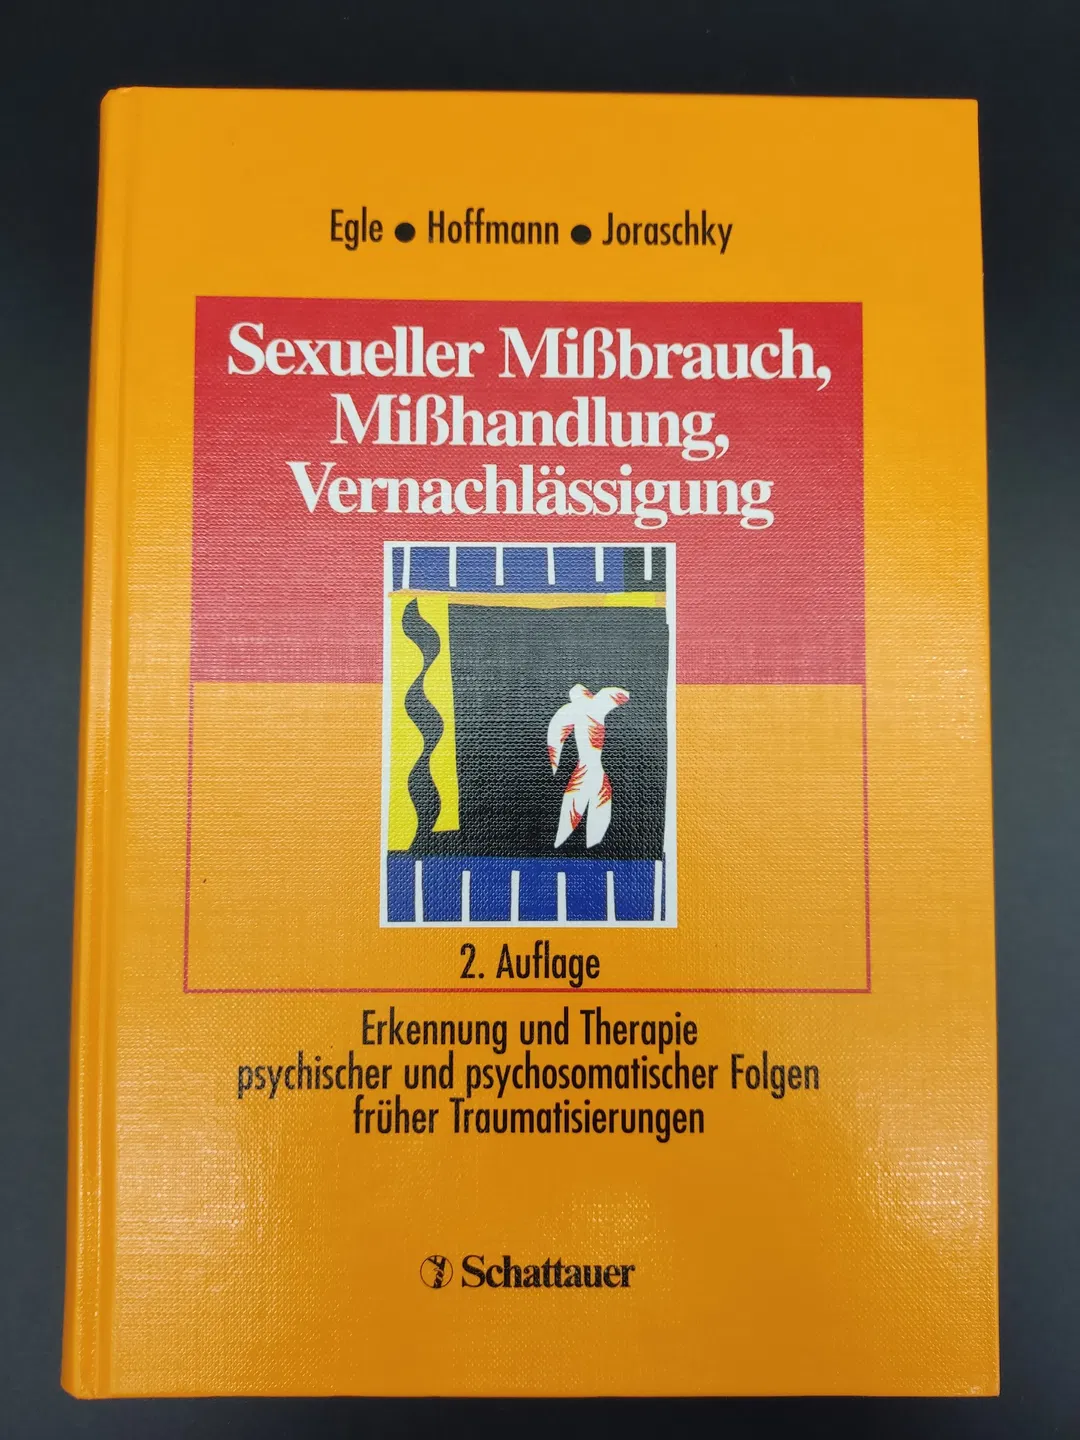 Egle ● Hoffmann ● Joraschky
Sexueller Mißbrauch,
Mißhandlung,
Vernachlässigung
2. Auflage
Erkennung und Therapie
psychischer und psychosomatischer Folgen
früher Traumatisierungen
Schattauer